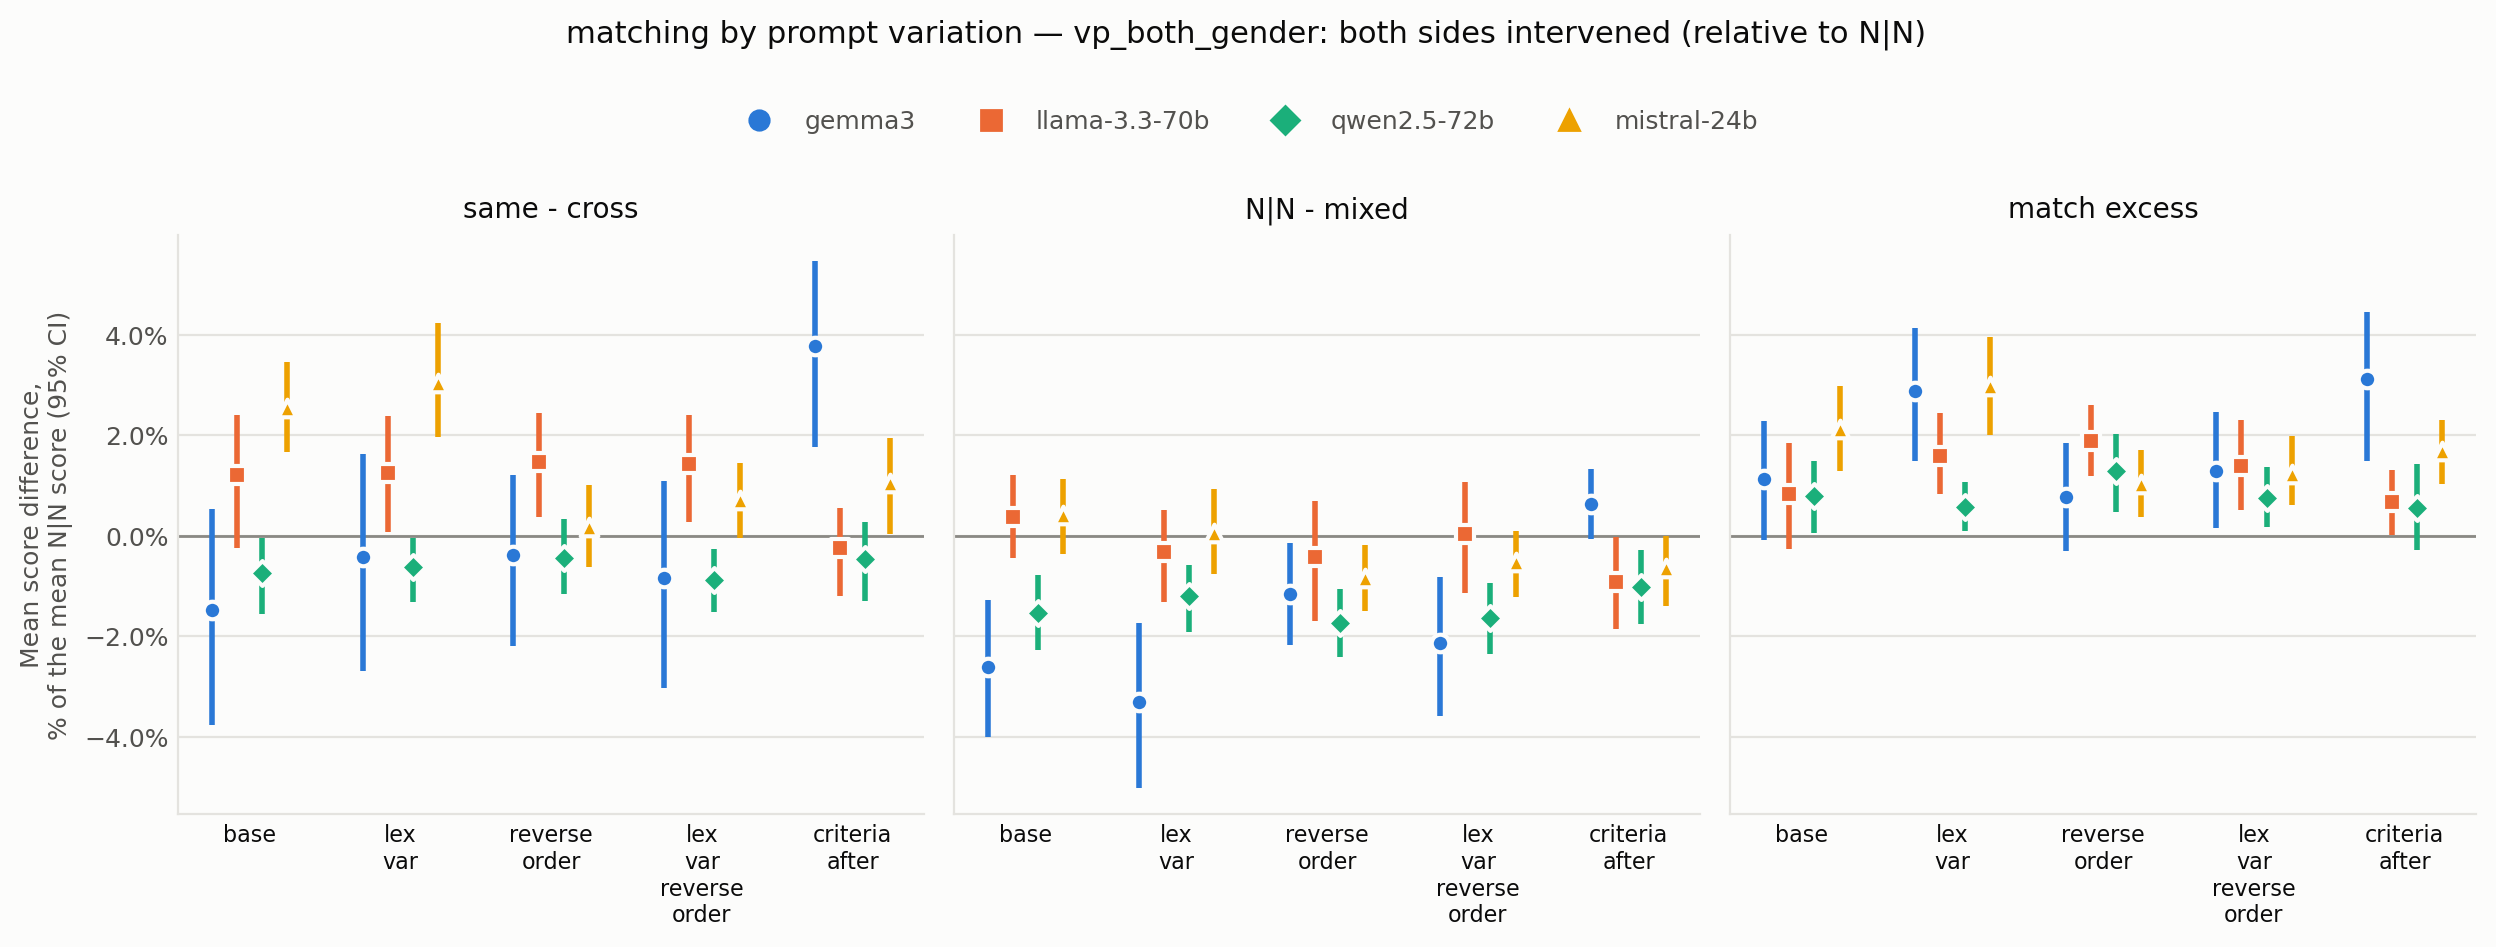 matching by prompt variation — vp_both_gender: both sides intervened (relative to N|N)
gemma3
llama-3.3-70b
qwen2.5-72b
mistral-24b
same - cross
N|N - mixed
match excess
Mean score difference,
% of the mean N|N score (95% CI)
4.0%
2.0%
0.0%
−2.0%
−4.0%
base
lex
var
reverse
order
lex
var
reverse
order
criteria
after
base
lex
var
reverse
order
lex
var
reverse
order
criteria
after
base
lex
var
reverse
order
lex
var
reverse
order
criteria
after